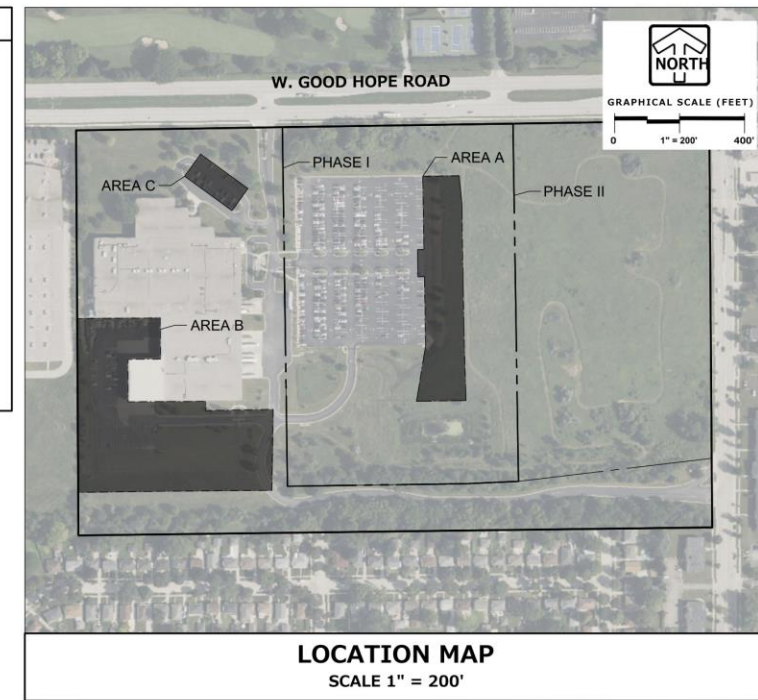 W. GOOD HOPE ROAD
NORTH
GRAPHICAL SCALE (FEET)
0 1" = 200' 400'
PHASE I
AREA A
AREA C
PHASE II
AREA B
LOCATION MAP
SCALE 1" = 200'